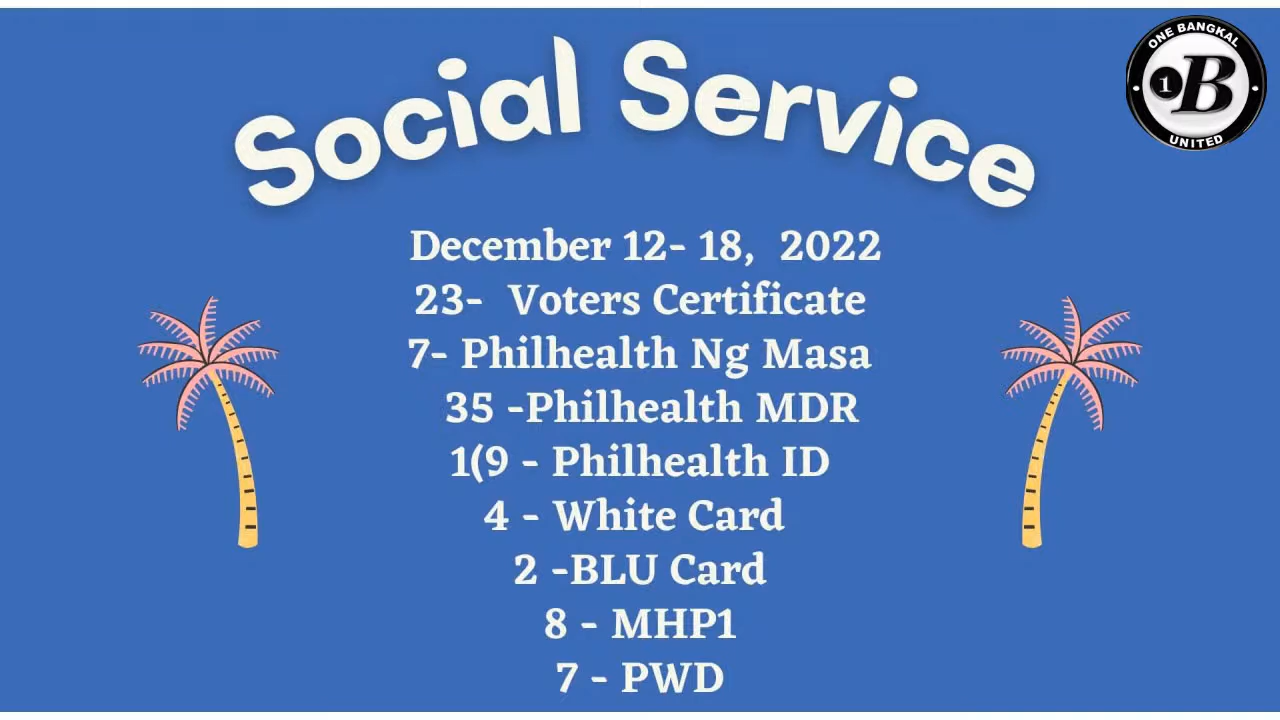 Social Service
ONE BANGKAL
1B
UNITED
December 12- 18, 2022
23- Voters Certificate
7- Philhealth Ng Masa
35 -Philhealth MDR
1(9 - Philhealth ID
4 - White Card
2 -BLU Card
8 - MHP1
7 - PWD